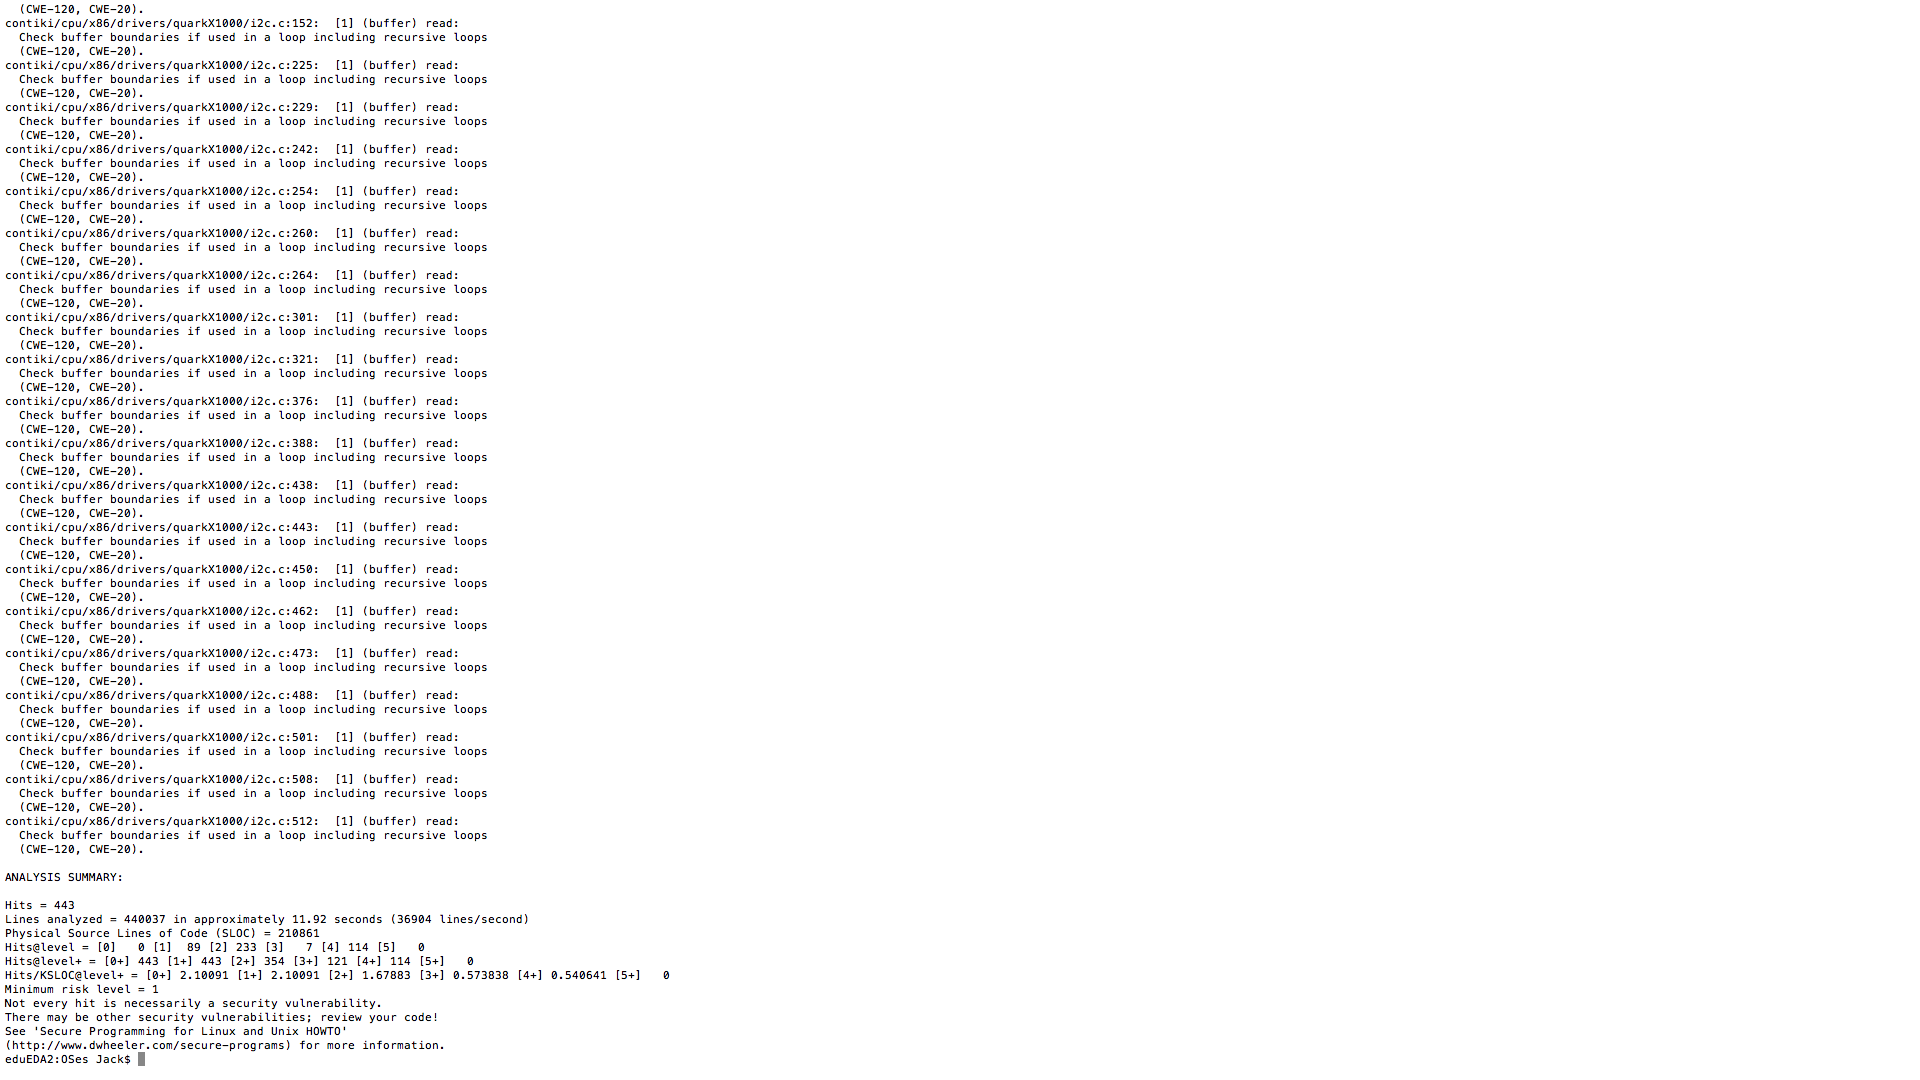 (CWE-120, CWE-20).
contiki/cpu/x86/drivers/quarkX1000/i2c.c:152:  [1] (buffer) read:
  Check buffer boundaries if used in a loop including recursive loops
  (CWE-120, CWE-20).
contiki/cpu/x86/drivers/quarkX1000/i2c.c:225:  [1] (buffer) read:
  Check buffer boundaries if used in a loop including recursive loops
  (CWE-120, CWE-20).
contiki/cpu/x86/drivers/quarkX1000/i2c.c:229:  [1] (buffer) read:
  Check buffer boundaries if used in a loop including recursive loops
  (CWE-120, CWE-20).
contiki/cpu/x86/drivers/quarkX1000/i2c.c:242:  [1] (buffer) read:
  Check buffer boundaries if used in a loop including recursive loops
  (CWE-120, CWE-20).
contiki/cpu/x86/drivers/quarkX1000/i2c.c:254:  [1] (buffer) read:
  Check buffer boundaries if used in a loop including recursive loops
  (CWE-120, CWE-20).
contiki/cpu/x86/drivers/quarkX1000/i2c.c:260:  [1] (buffer) read:
  Check buffer boundaries if used in a loop including recursive loops
  (CWE-120, CWE-20).
contiki/cpu/x86/drivers/quarkX1000/i2c.c:264:  [1] (buffer) read:
  Check buffer boundaries if used in a loop including recursive loops
  (CWE-120, CWE-20).
contiki/cpu/x86/drivers/quarkX1000/i2c.c:301:  [1] (buffer) read:
  Check buffer boundaries if used in a loop including recursive loops
  (CWE-120, CWE-20).
contiki/cpu/x86/drivers/quarkX1000/i2c.c:321:  [1] (buffer) read:
  Check buffer boundaries if used in a loop including recursive loops
  (CWE-120, CWE-20).
contiki/cpu/x86/drivers/quarkX1000/i2c.c:376:  [1] (buffer) read:
  Check buffer boundaries if used in a loop including recursive loops
  (CWE-120, CWE-20).
contiki/cpu/x86/drivers/quarkX1000/i2c.c:388:  [1] (buffer) read:
  Check buffer boundaries if used in a loop including recursive loops
  (CWE-120, CWE-20).
contiki/cpu/x86/drivers/quarkX1000/i2c.c:438:  [1] (buffer) read:
  Check buffer boundaries if used in a loop including recursive loops
  (CWE-120, CWE-20).
contiki/cpu/x86/drivers/quarkX1000/i2c.c:443:  [1] (buffer) read:
  Check buffer boundaries if used in a loop including recursive loops
  (CWE-120, CWE-20).
contiki/cpu/x86/drivers/quarkX1000/i2c.c:450:  [1] (buffer) read:
  Check buffer boundaries if used in a loop including recursive loops
  (CWE-120, CWE-20).
contiki/cpu/x86/drivers/quarkX1000/i2c.c:462:  [1] (buffer) read:
  Check buffer boundaries if used in a loop including recursive loops
  (CWE-120, CWE-20).
contiki/cpu/x86/drivers/quarkX1000/i2c.c:473:  [1] (buffer) read:
  Check buffer boundaries if used in a loop including recursive loops
  (CWE-120, CWE-20).
contiki/cpu/x86/drivers/quarkX1000/i2c.c:488:  [1] (buffer) read:
  Check buffer boundaries if used in a loop including recursive loops
  (CWE-120, CWE-20).
contiki/cpu/x86/drivers/quarkX1000/i2c.c:501:  [1] (buffer) read:
  Check buffer boundaries if used in a loop including recursive loops
  (CWE-120, CWE-20).
contiki/cpu/x86/drivers/quarkX1000/i2c.c:508:  [1] (buffer) read:
  Check buffer boundaries if used in a loop including recursive loops
  (CWE-120, CWE-20).
contiki/cpu/x86/drivers/quarkX1000/i2c.c:512:  [1] (buffer) read:
  Check buffer boundaries if used in a loop including recursive loops
  (CWE-120, CWE-20).

ANALYSIS SUMMARY:

Hits = 443
Lines analyzed = 440037 in approximately 11.92 seconds (36904 lines/second)
Physical Source Lines of Code (SLOC) = 210861
Hits@level = [0]   0 [1]  89 [2] 233 [3]   7 [4] 114 [5]   0
Hits@level+ = [0+] 443 [1+] 443 [2+] 354 [3+] 121 [4+] 114 [5+]   0
Hits/KSLOC@level+ = [0+] 2.10091 [1+] 2.10091 [2+] 1.67883 [3+] 0.573838 [4+] 0.540641 [5+]   0
Minimum risk level = 1
Not every hit is necessarily a security vulnerability.
There may be other security vulnerabilities; review your code!
See 'Secure Programming for Linux and Unix HOWTO'
(http://www.dwheeler.com/secure-programs) for more information.
eduEDA2:OSes Jack$